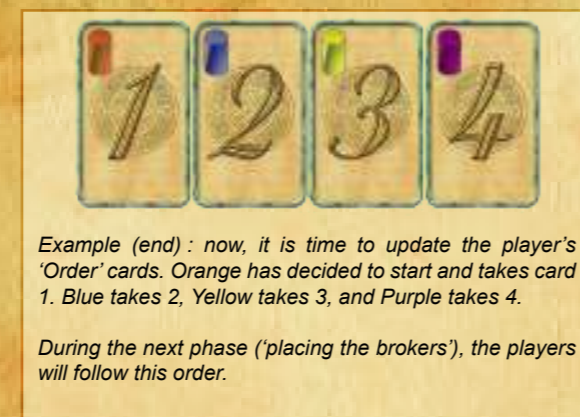 1 2 3 4
Example (end) : now, it is time to update the player’s
‘Order’ cards. Orange has decided to start and takes card
1. Blue takes 2, Yellow takes 3, and Purple takes 4.
During the next phase (‘placing the brokers’), the players
will follow this order.